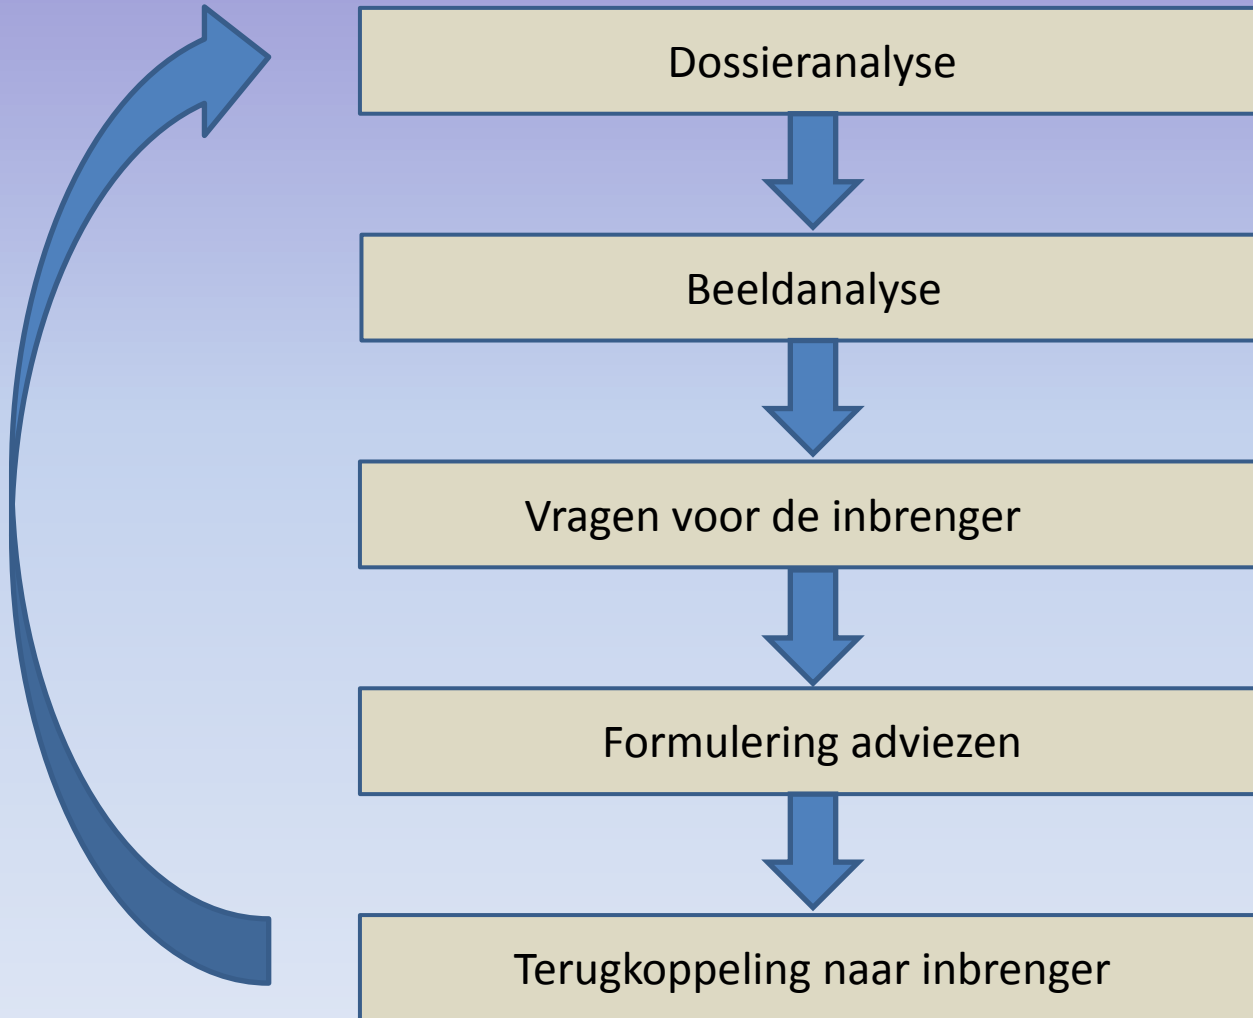 Dossieranalyse
Beeldanalyse
Vragen voor de inbrenger
Formulering adviezen
Terugkoppeling naar inbrenger